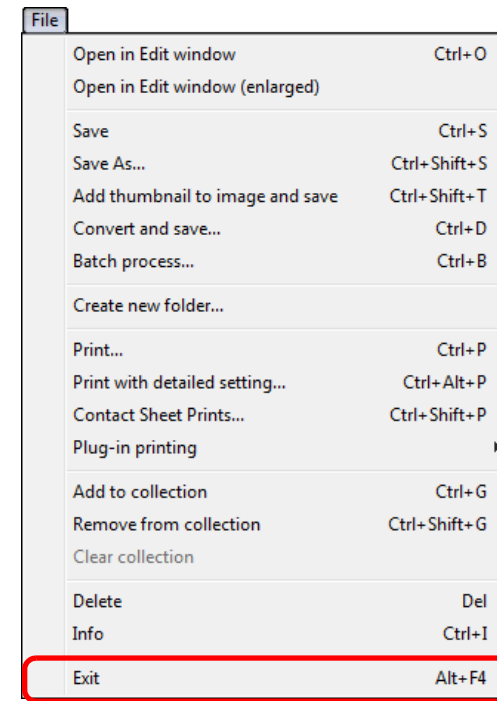 File
Open in Edit window Ctrl+O
Open in Edit window (enlarged)
Save Ctrl+S
Save As... Ctrl+Shift+S
Add thumbnail to image and save Ctrl+Shift+T
Convert and save... Ctrl+D
Batch process... Ctrl+B
Create new folder...
Print... Ctrl+P
Print with detailed setting... Ctrl+Alt+P
Contact Sheet Prints... Ctrl+Shift+P
Plug-in printing
Add to collection Ctrl+G
Remove from collection Ctrl+Shift+G
Clear collection
Delete Del
Info Ctrl+I
Exit Alt+F4